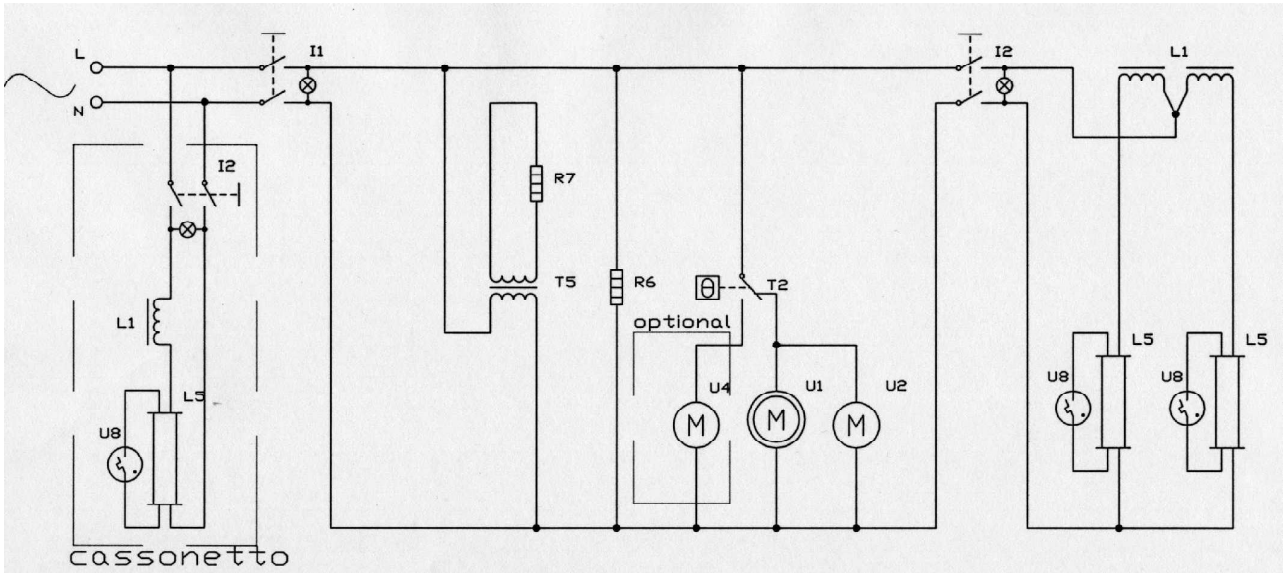 L
N
I1
I2
L1
I2
R7
T5
R6
θ
T2
optional
L1
L5
U8
U4
M
U1
M
U2
M
U8
L5
U8
L5
cassonetto